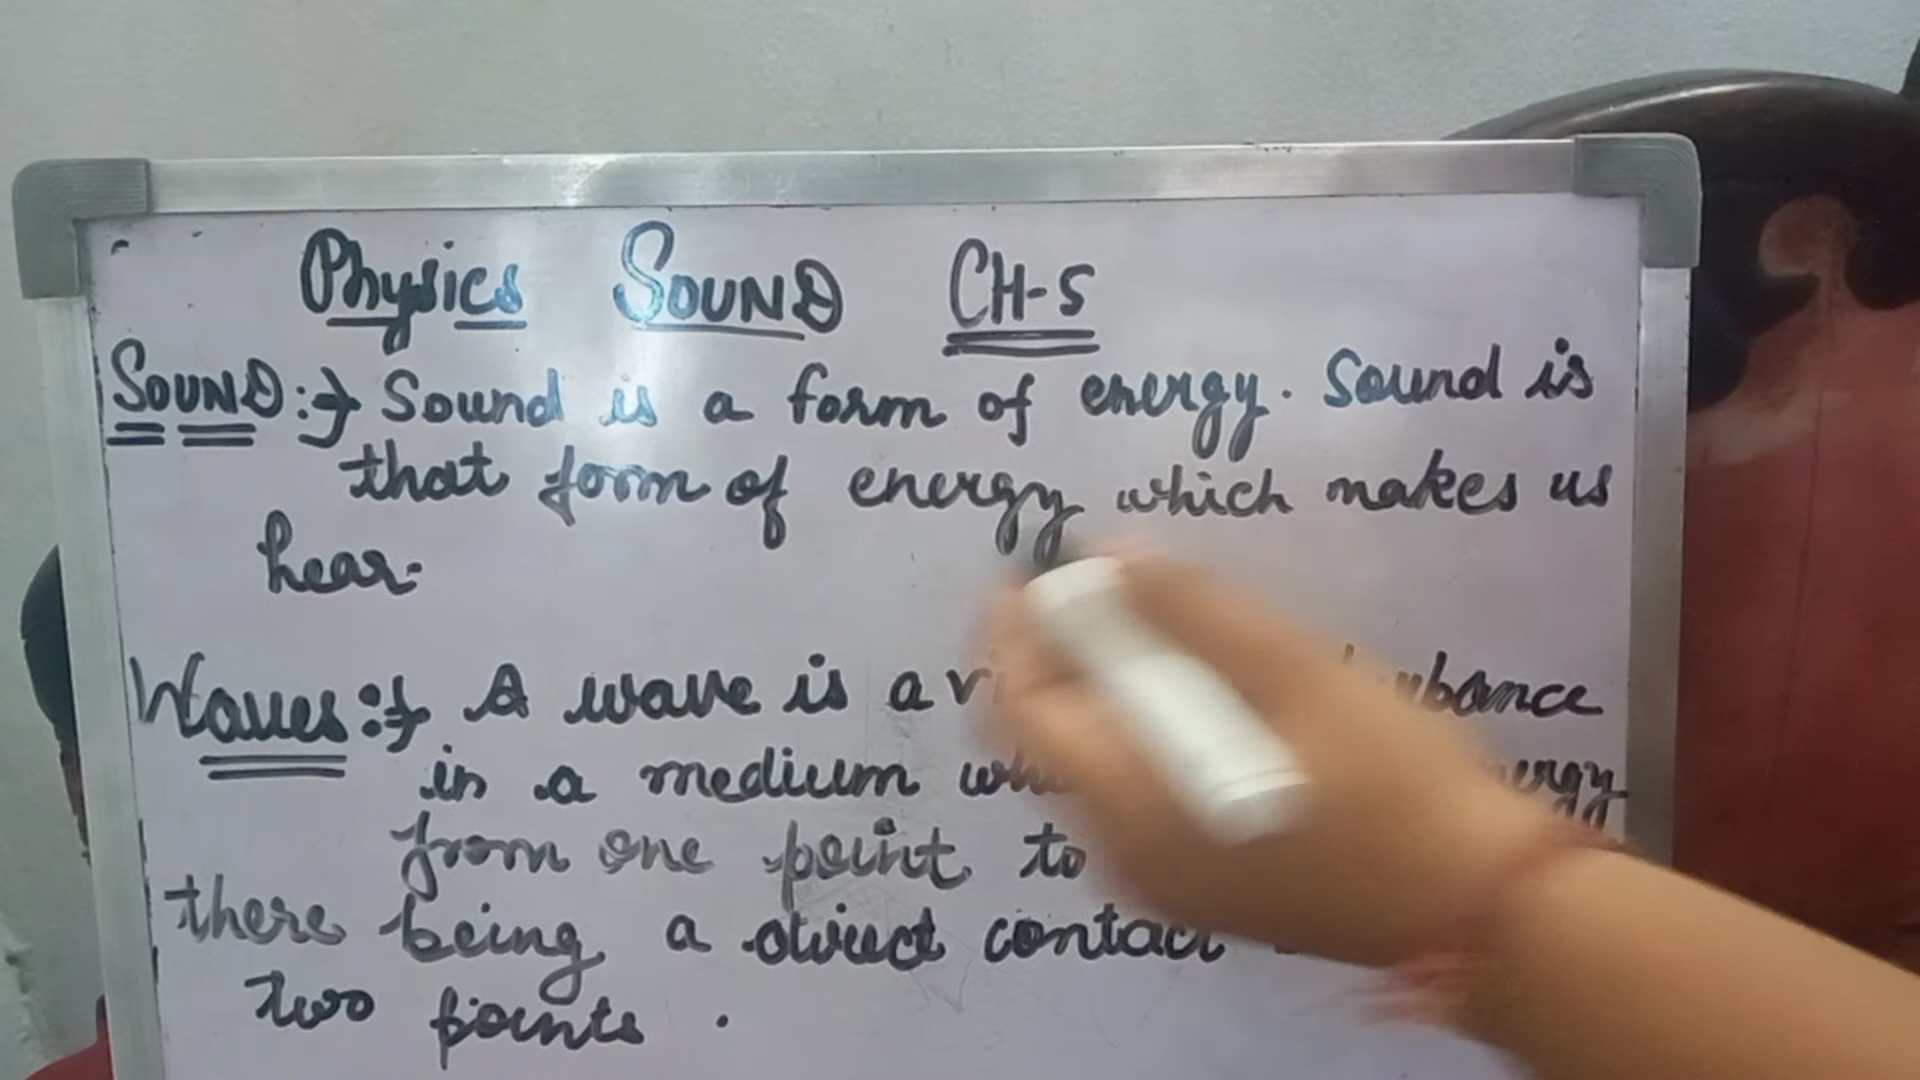 Physics SOUND CH-5
SOUND:→ Sound is a form of energy. Sound is
that form of energy which makes us
hear.
Waves:→ A wave is a
in a medium
from one point to
there being a direct contact
two points.